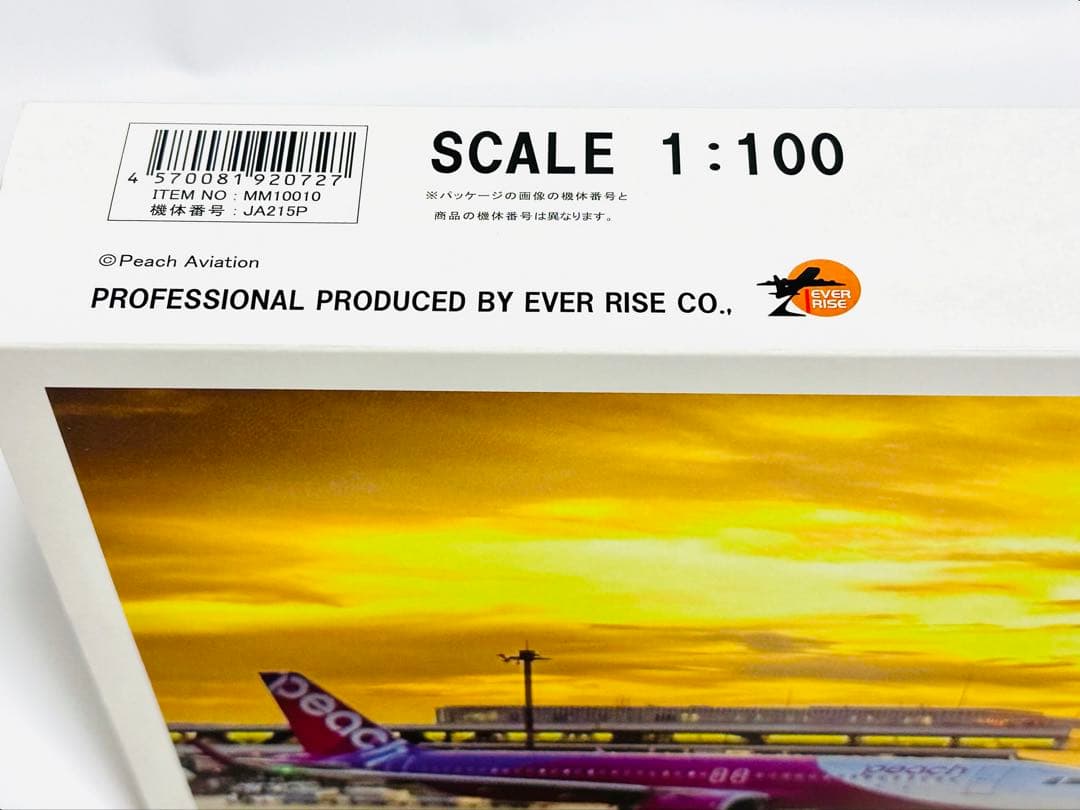 SCALE 1:100
4 570081 920727
ITEM NO : MM10010
機体番号 : JA215P
※パッケージの画像の機体番号と
商品の機体番号は異なります。
©Peach Aviation
PROFESSIONAL PRODUCED BY EVER RISE CO.,
EVER
RISE
peach
peach